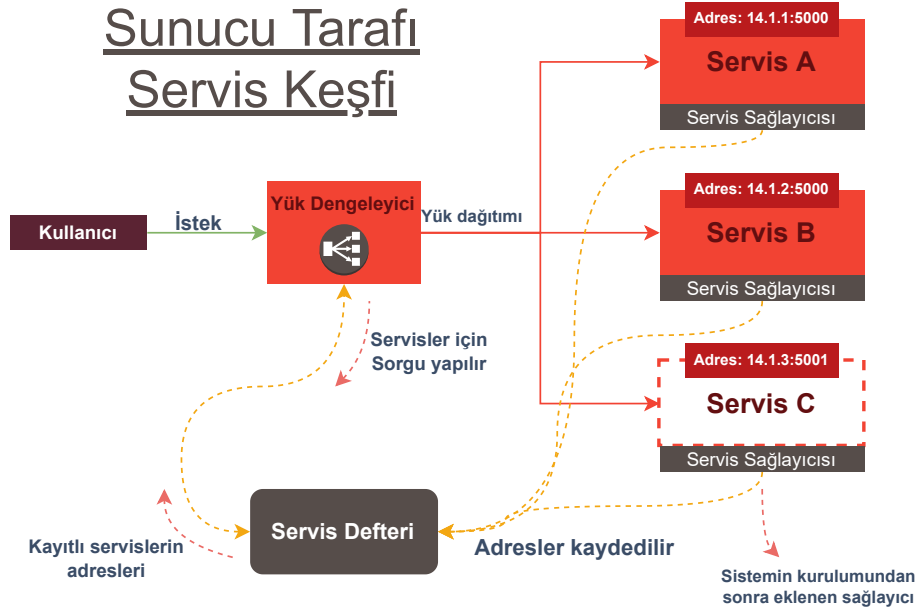 Sunucu Tarafı
Servis Keşfi
Adres: 14.1.1:5000
Servis A
Servis Sağlayıcısı
Kullanıcı
İstek
Yük Dengeleyici
Yük dağıtımı
Adres: 14.1.2:5000
Servis B
Servis Sağlayıcısı
Servisler için
Sorgu yapılır
Adres: 14.1.3:5001
Servis C
Servis Sağlayıcısı
Kayıtlı servislerin
adresleri
Servis Defteri
Adresler kaydedilir
Sistemin kurulumundan
sonra eklenen sağlayıcı